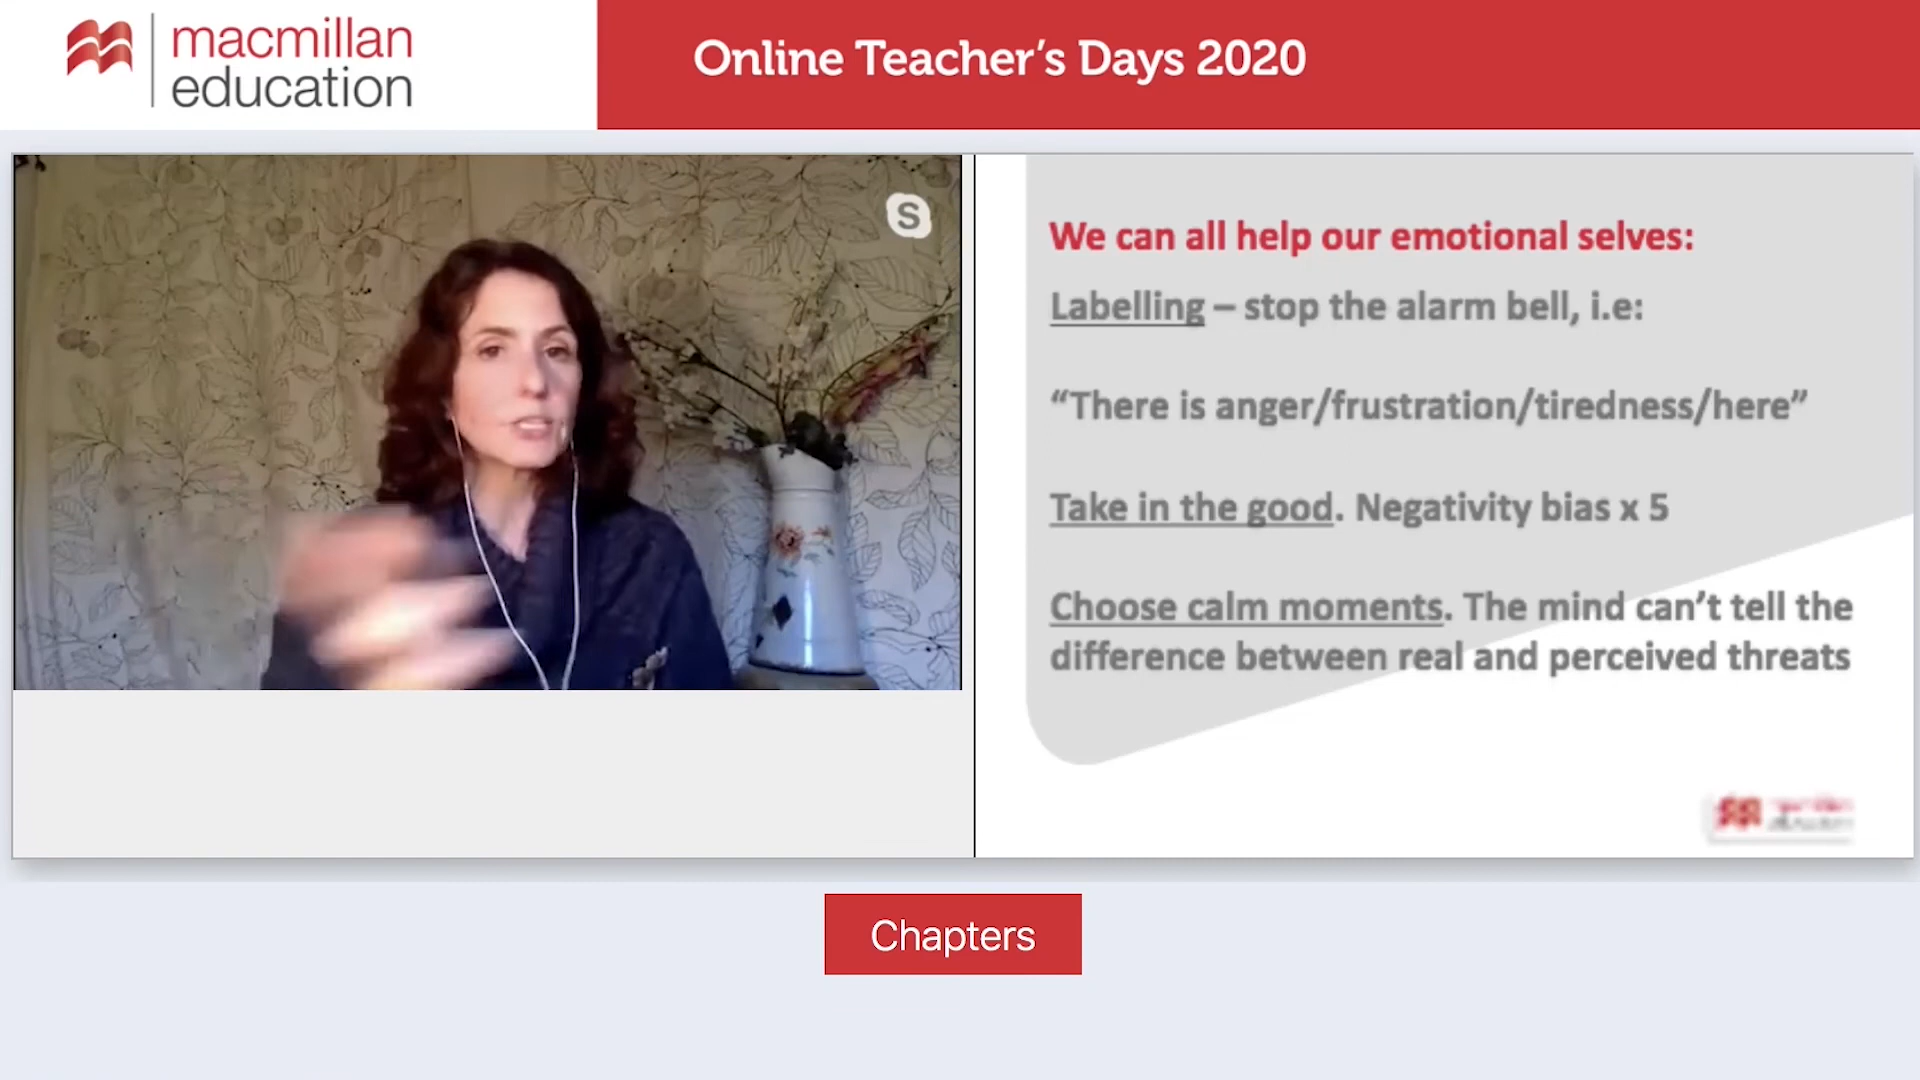 macmillan
education
Online Teacher's Days 2020
S
We can all help our emotional selves:
Labelling – stop the alarm bell, i.e:
“There is anger/frustration/tiredness/here”
Take in the good. Negativity bias x 5
Choose calm moments. The mind can't tell the
difference between real and perceived threats
Chapters